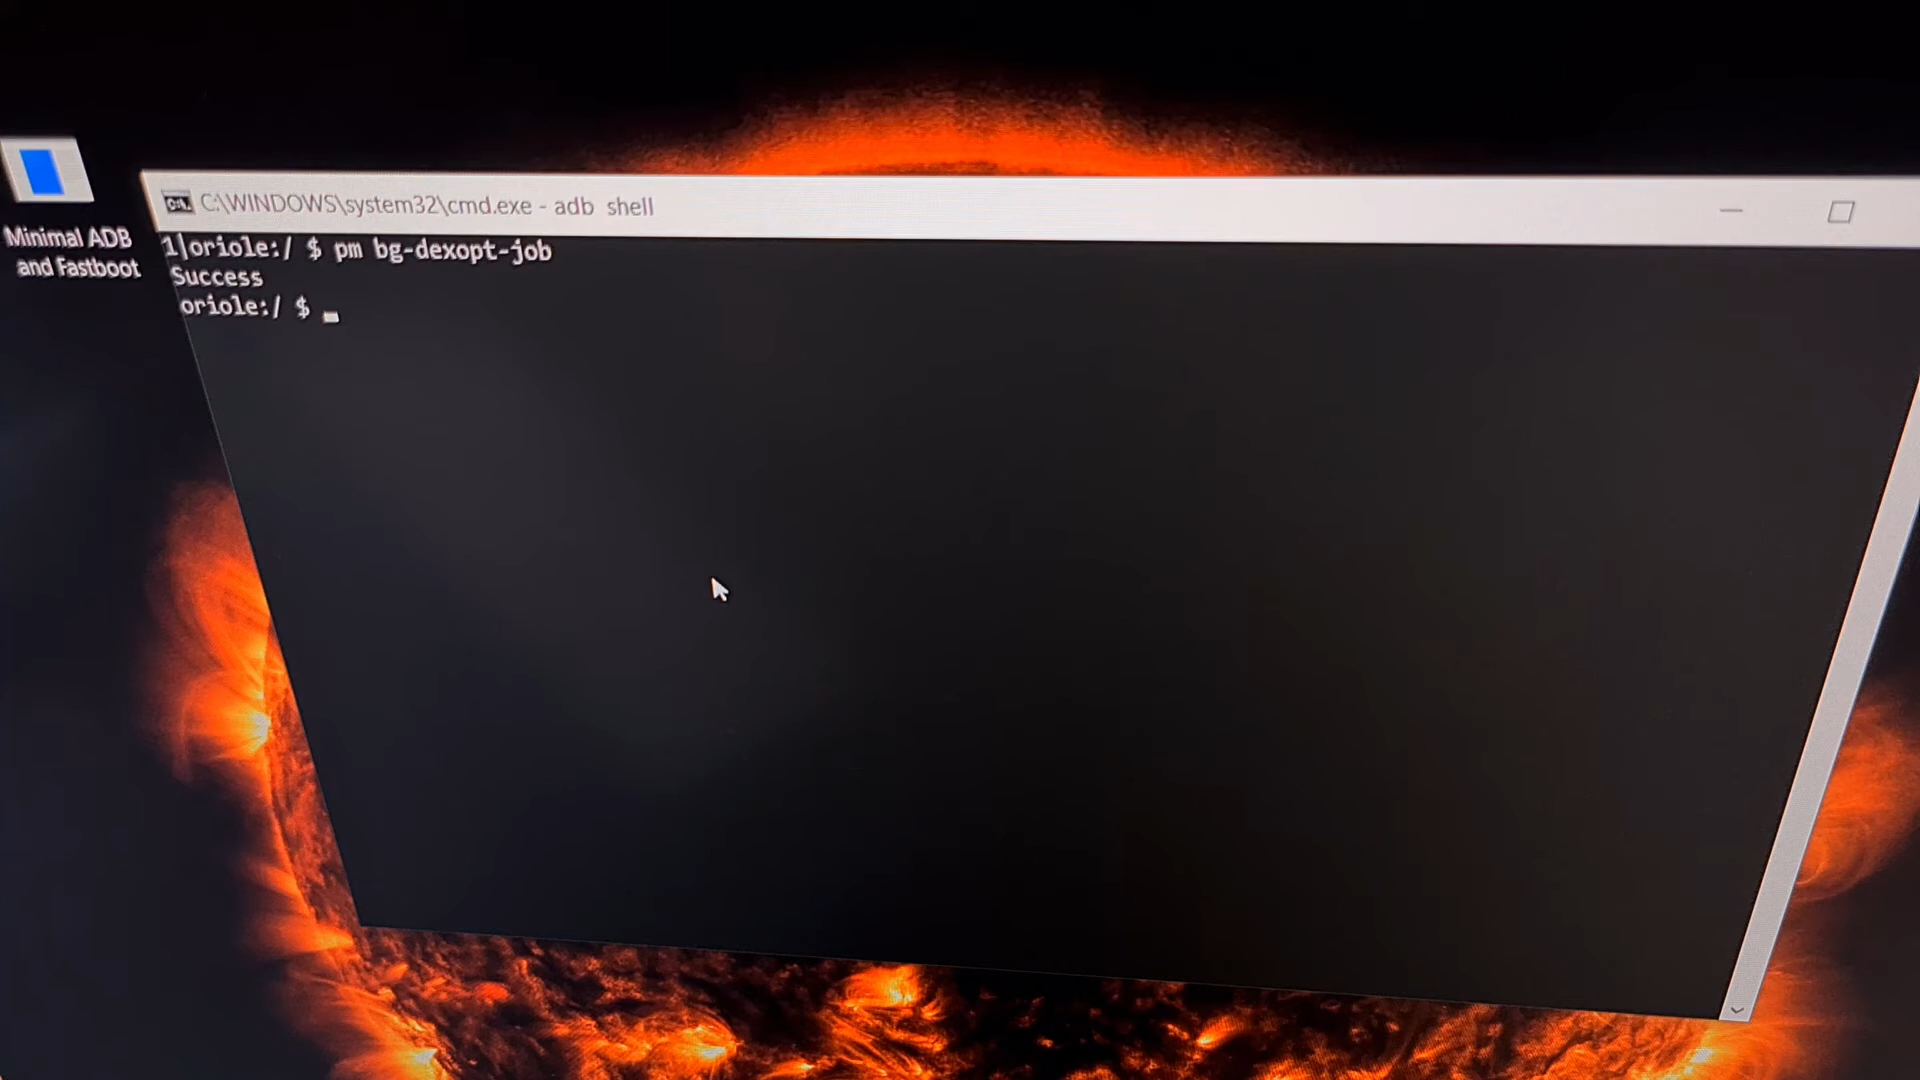 Minimal ADB
and Fastboot
C:\WINDOWS\system32\cmd.exe - adb shell
1|oriole:/ $ pm bg-dexopt-job
Success
oriole:/ $